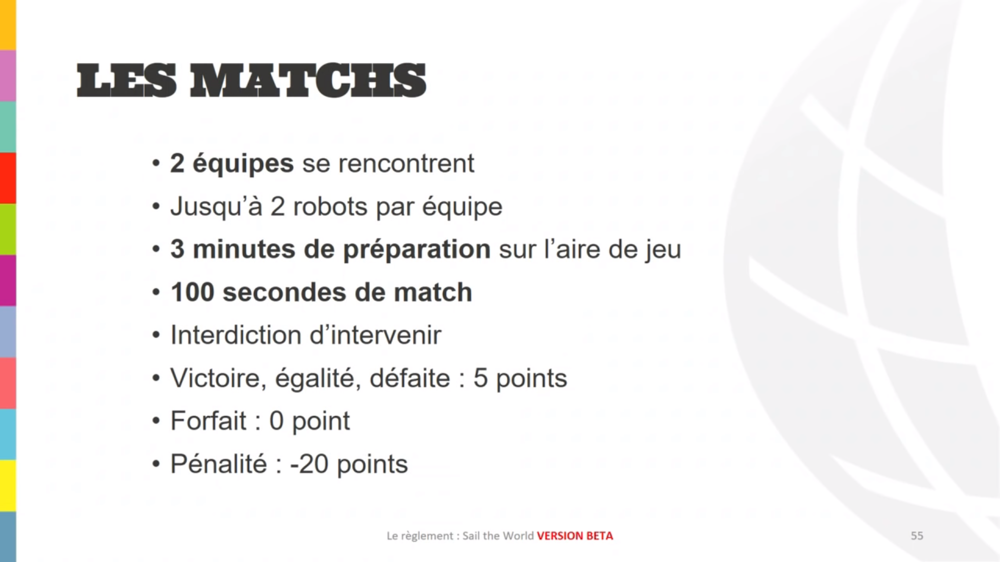 LES MATCHS
• 2 équipes se rencontrent
• Jusqu’à 2 robots par équipe
• 3 minutes de préparation sur l’aire de jeu
• 100 secondes de match
• Interdiction d’intervenir
• Victoire, égalité, défaite : 5 points
• Forfait : 0 point
• Pénalité : -20 points
Le règlement : Sail the World VERSION BETA
55